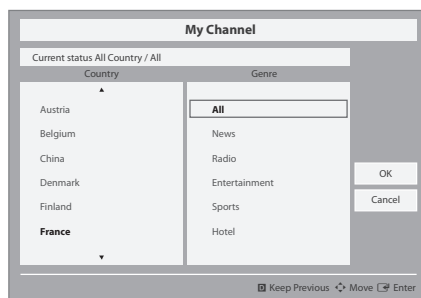 My Channel
Current status All Country / All
Country
Genre
Austria
Belgium
China
Denmark
Finland
France
All
News
Radio
Entertainment
Sports
Hotel
OK
Cancel
D Keep Previous Move Enter